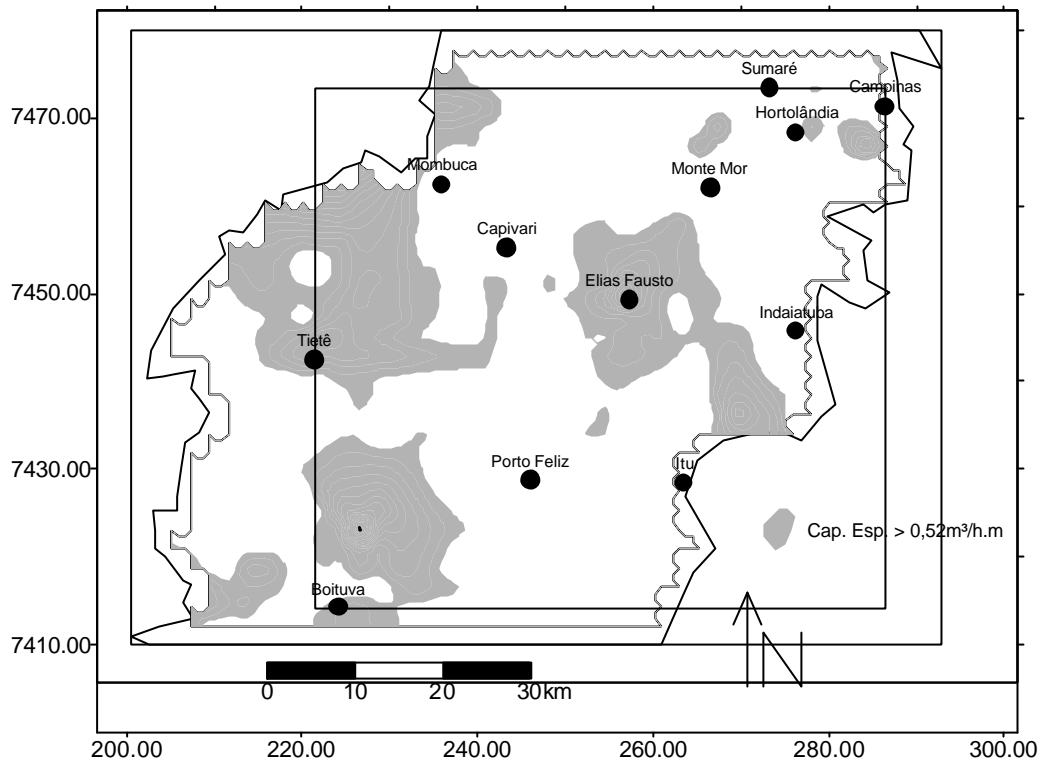 Sumaré
Campinas
7470.00
Hortolândia
Mombuca
Monte Mor
Capivari
7450.00
Elias Fausto
Indaiatuba
Tietê
7430.00
Porto Feliz
Itu
Cap. Esp. > 0,52m³/h.m
Boituva
7410.00
N
0 10 20 30km
200.00 220.00 240.00 260.00 280.00 300.00